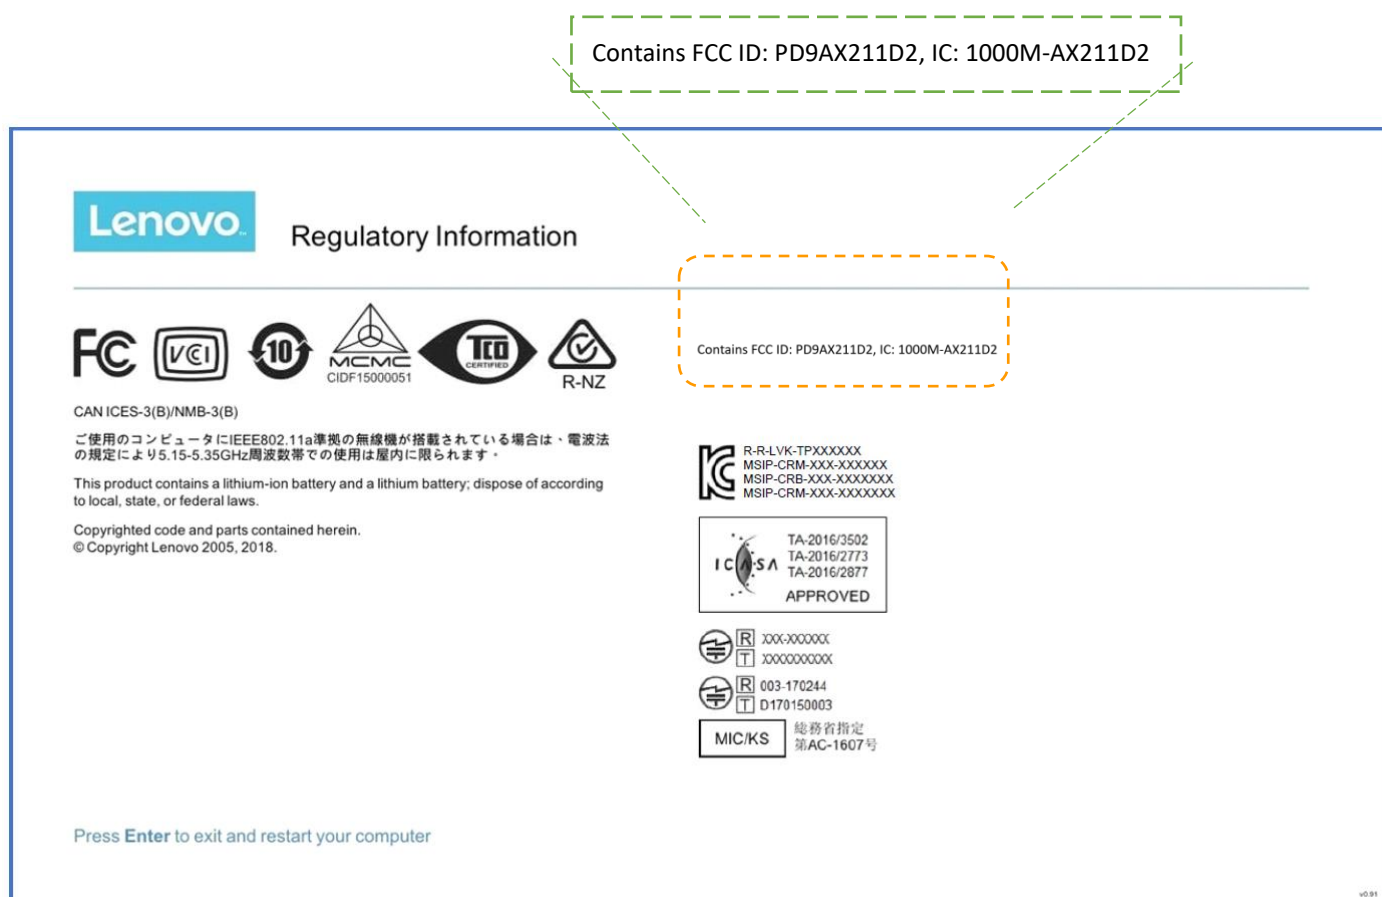 Contains FCC ID: PD9AX211D2, IC: 1000M-AX211D2
Lenovo
Regulatory Information
FC
VCI
10
MCMC
CIDF15000051
TCO
CERTIFIED
R-NZ
CAN ICES-3(B)/NMB-3(B)
ご使用のコンピュータにIEEE802.11a準拠の無線機が搭載されている場合は、電波法
の規定により5.15-5.35GHz周波数帯での使用は屋内に限られます。
This product contains a lithium-ion battery and a lithium battery; dispose of according
to local, state, or federal laws.
Copyrighted code and parts contained herein.
© Copyright Lenovo 2005, 2018.
Contains FCC ID: PD9AX211D2, IC: 1000M-AX211D2
R-R-LVK-TPXXXXXX
MSIP-CRM-XXX-XXXXXX
MSIP-CRB-XXX-XXXXXXX
MSIP-CRM-XXX-XXXXXXX
ICASA
TA-2016/3502
TA-2016/2773
TA-2016/2877
APPROVED
R XXX-XXXXXX
T XXXXXXXXXX
R 003-170244
T D170150003
MIC/KS
総務省指定
第AC-1607号
Press Enter to exit and restart your computer
v0.91